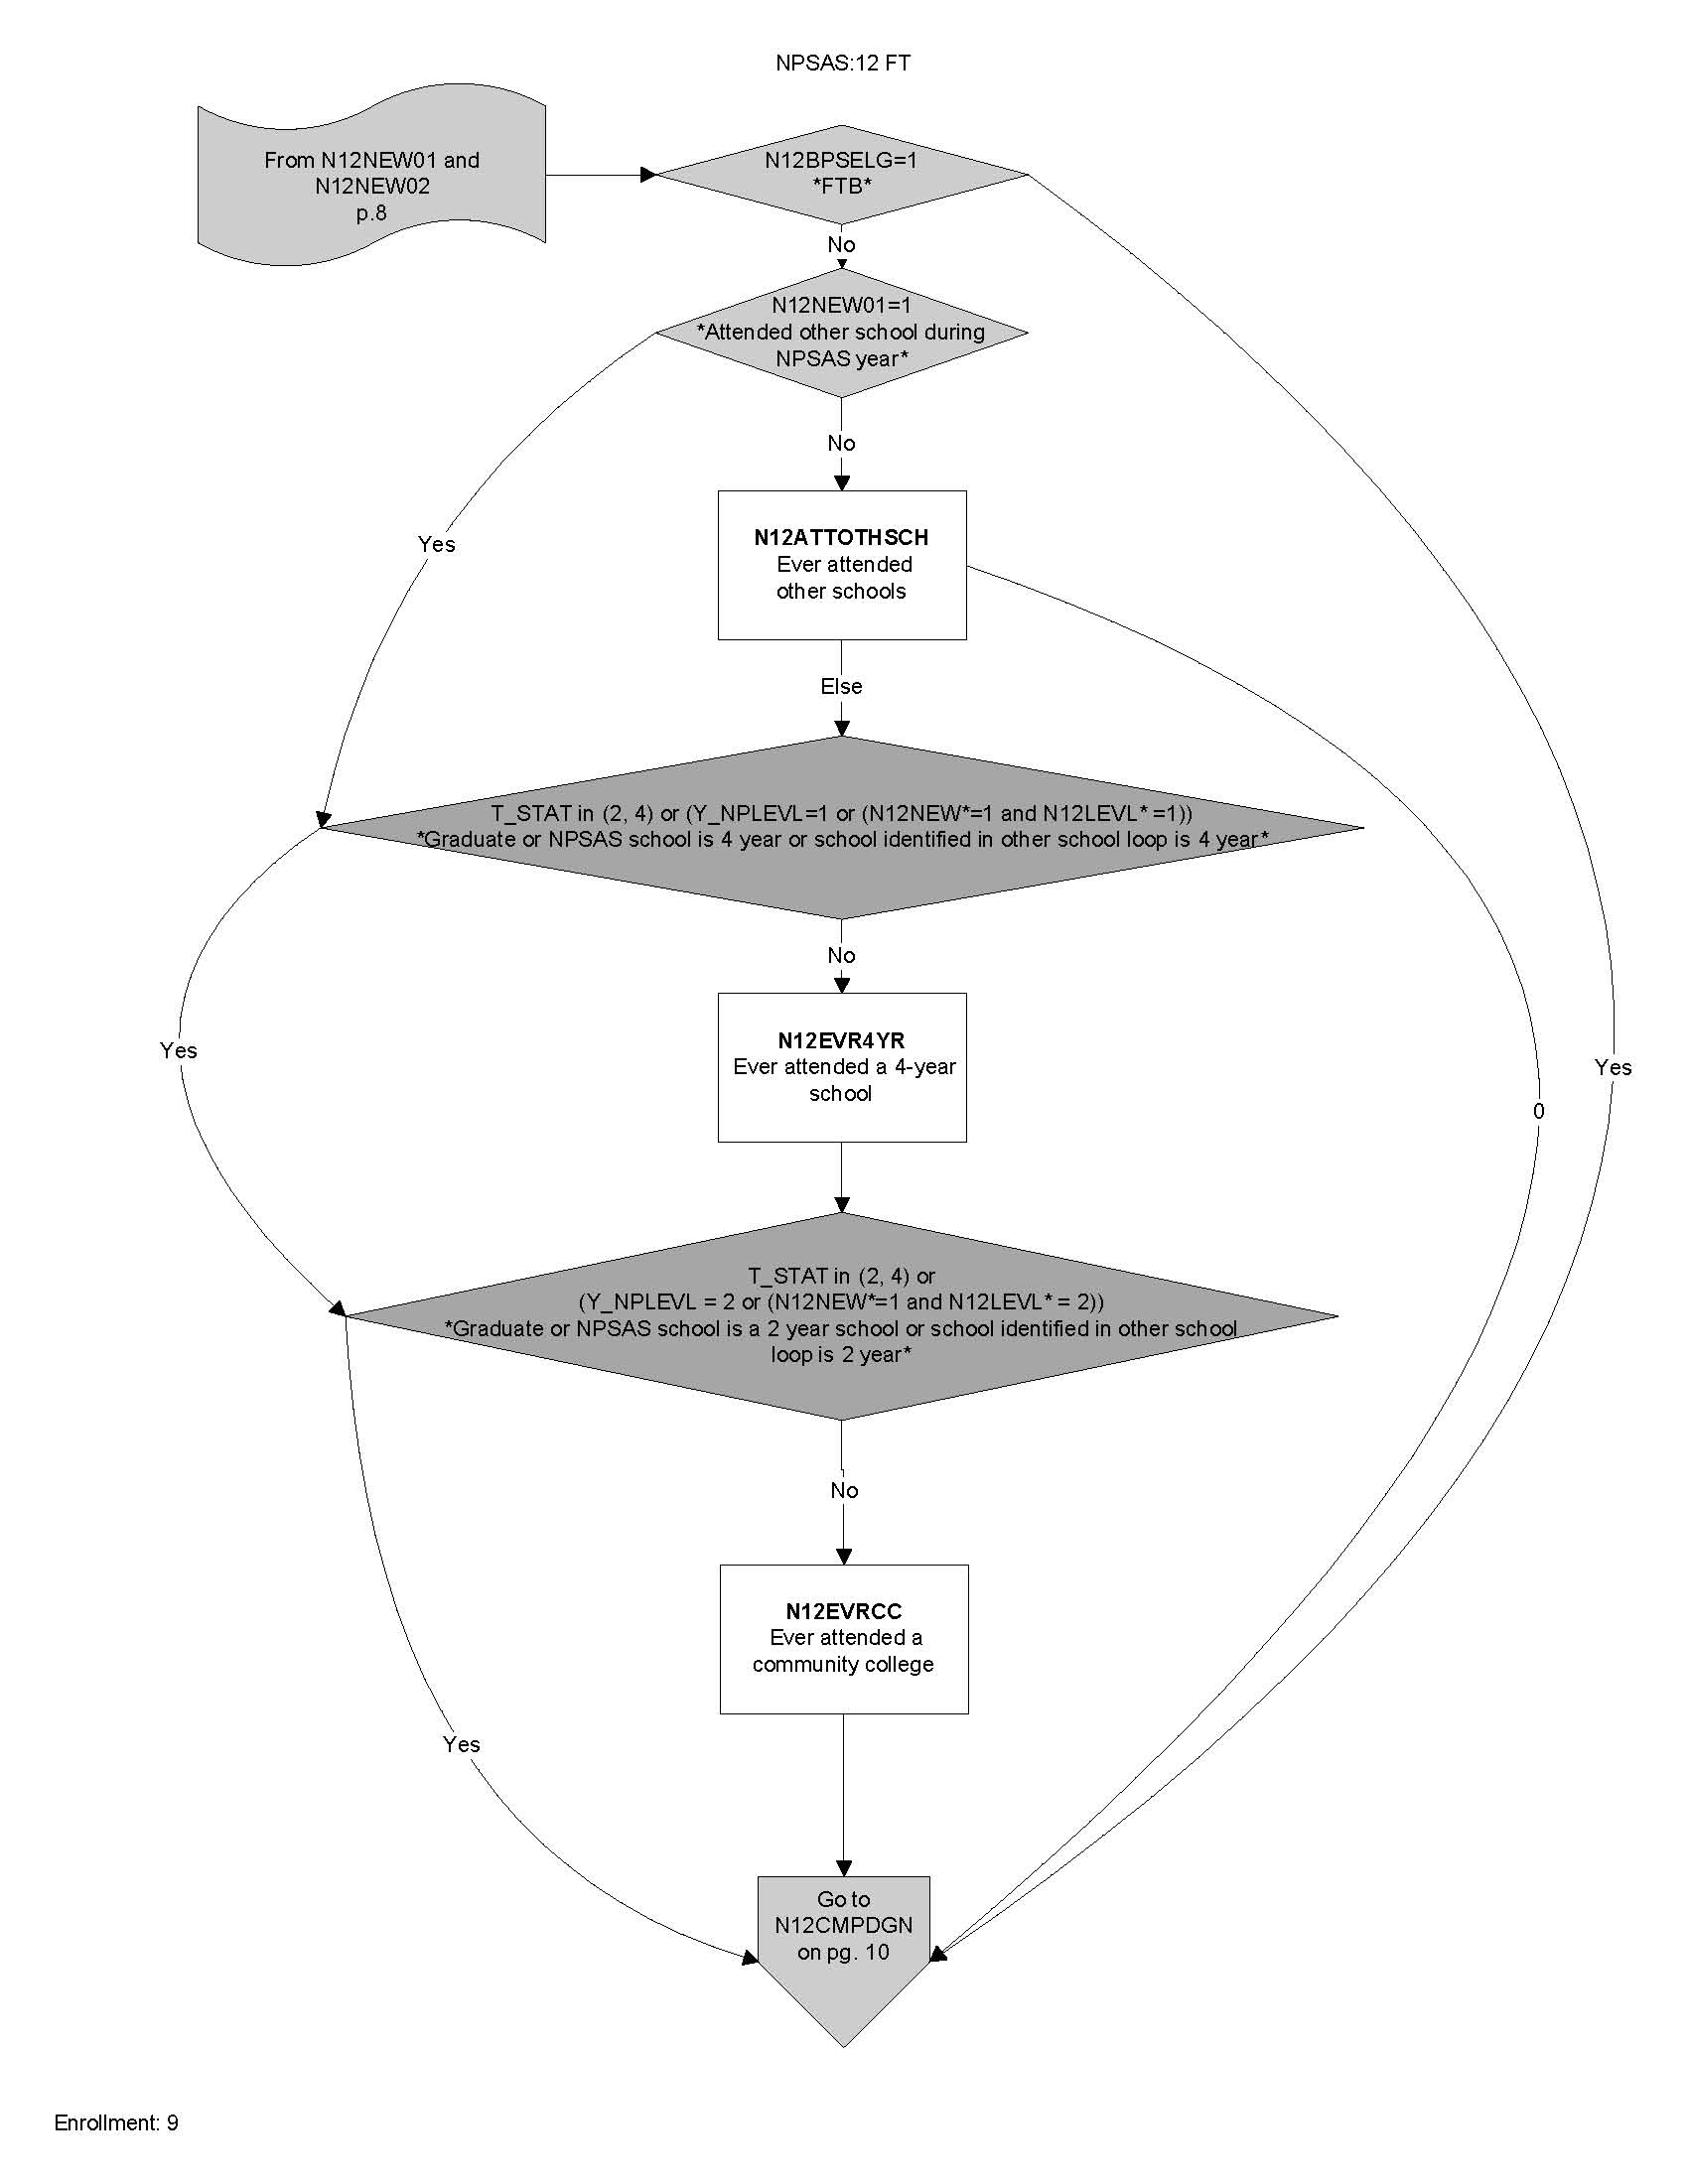 NPSAS:12 FT
From N12NEW01 and
N12NEW02
p.8
N12BPSELG=1
*FTB*
No
N12NEW01=1
*Attended other school during
NPSAS year*
No
Yes
N12ATTOTHSCH
Ever attended
other schools
Else
T_STAT in (2, 4) or (Y_NPLEVL=1 or (N12NEW*=1 and N12LEVL* =1))
*Graduate or NPSAS school is 4 year or school identified in other school loop is 4 year*
No
N12EVR4YR
Ever attended a 4-year
school
Yes
Yes
0
T_STAT in (2, 4) or
(Y_NPLEVL = 2 or (N12NEW*=1 and N12LEVL* = 2))
*Graduate or NPSAS school is a 2 year school or school identified in other school
loop is 2 year*
No
N12EVRCC
Ever attended a
community college
Yes
Go to
N12CMPDGN
on pg. 10
Enrollment: 9